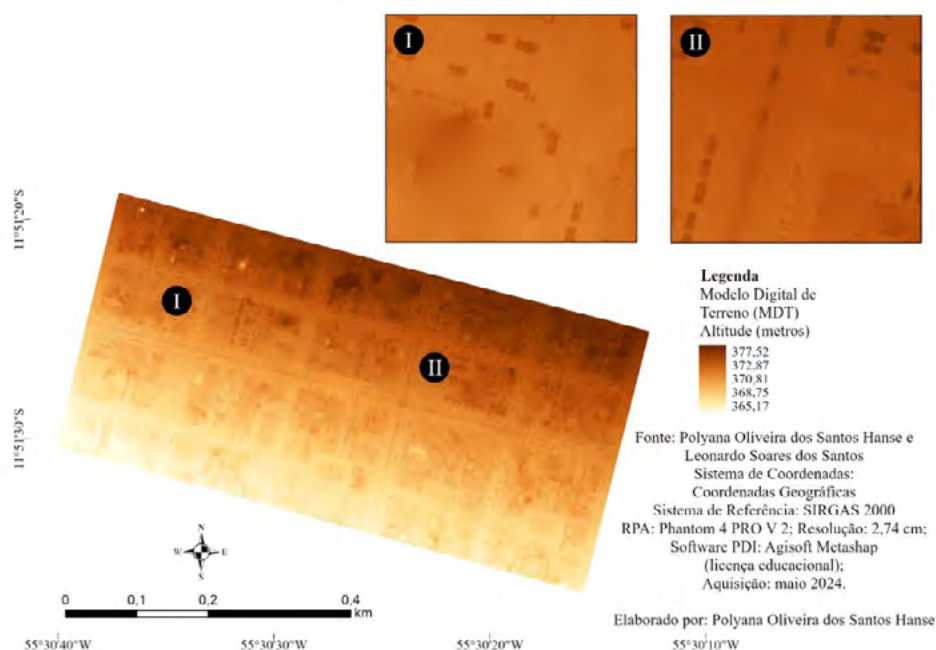 I
II
11°51'20"S
I
II
11°51'30"S
Legenda
Modelo Digital de
Terreno (MDT)
Altitude (metros)
377,52
372,87
370,81
368,75
365,17
Fonte: Polyana Oliveira dos Santos Hanse e
Leonardo Soares dos Santos
Sistema de Coordenadas:
Coordenadas Geográficas
Sistema de Referência: SIRGAS 2000
RPA: Phantom 4 PRO V 2; Resolução: 2,74 cm;
Software PDI: Agisoft Metashap
(licença educacional);
Aquisição: maio 2024.
Elaborado por: Polyana Oliveira dos Santos Hanse
N
W E
S
0 0,1 0,2 0,4
km
55°30'40"W 55°30'30"W 55°30'20"W 55°30'10"W